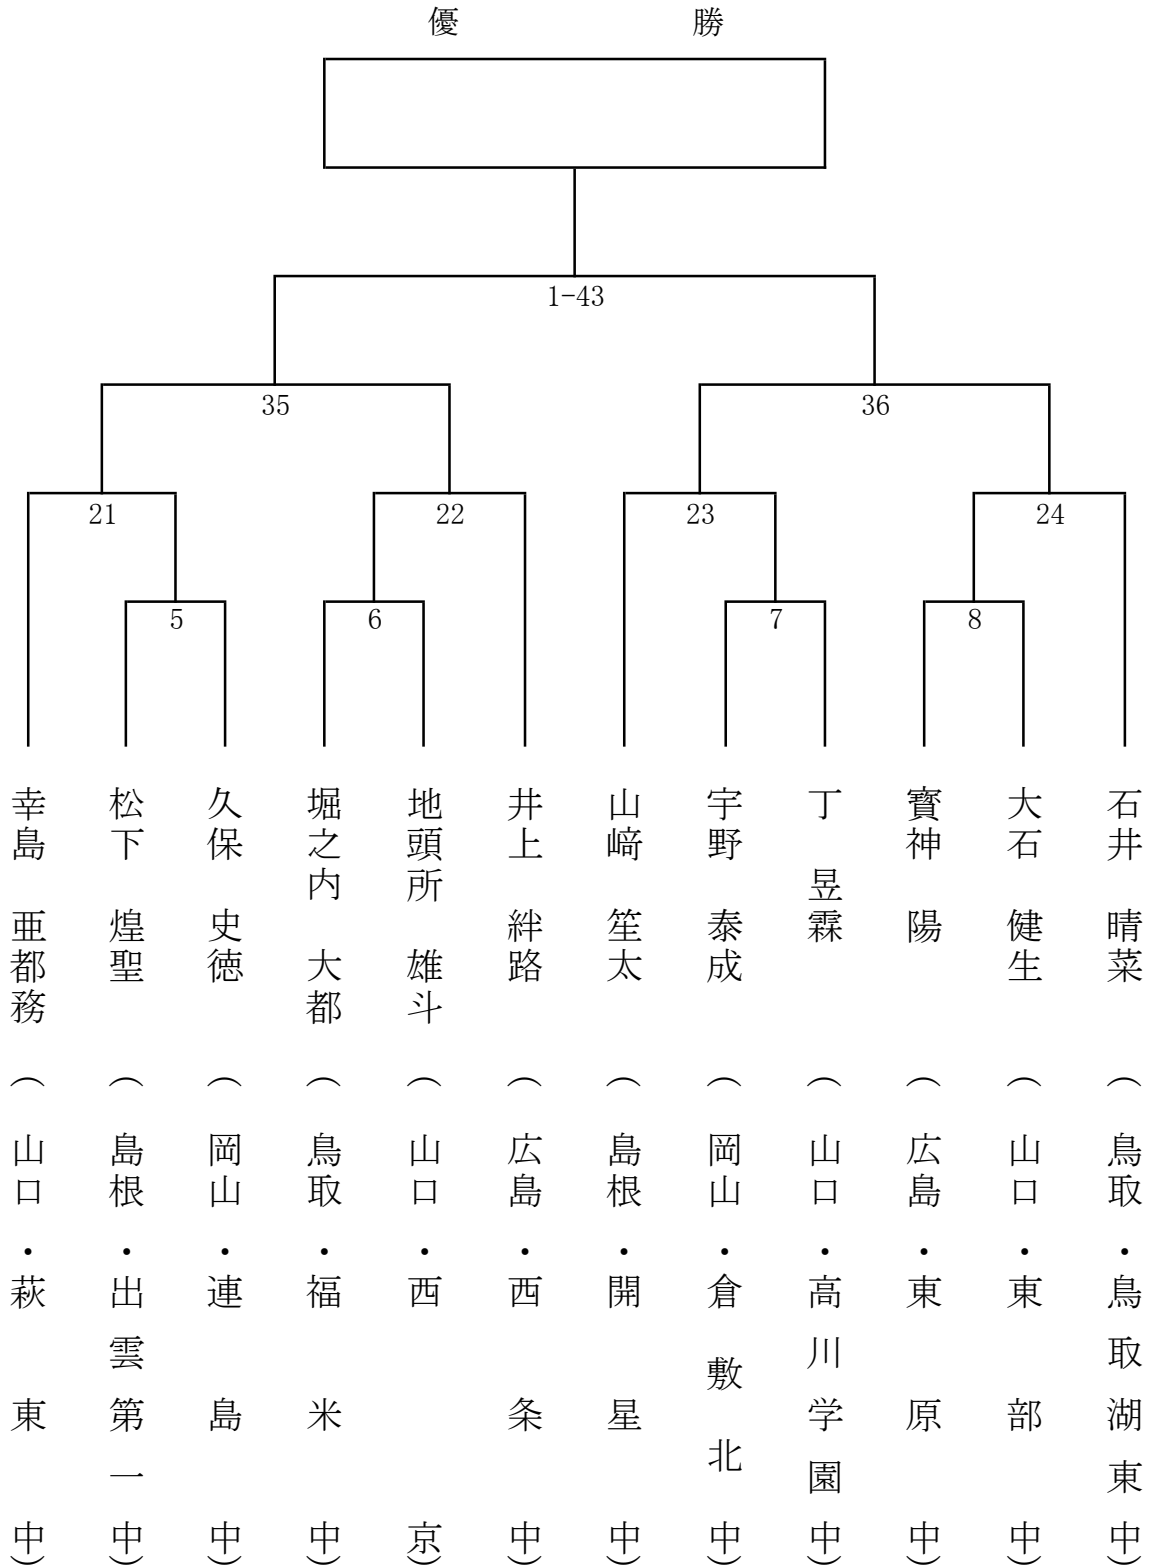 優 勝
1-43
35
36
21
22
23
24
5
6
7
8
幸島 亜都務 （山口・萩東中）
松下 煌聖 （島根・出雲第一中）
久保 史徳 （岡山・連島中）
堀之内 大都 （鳥取・福米中）
地頭所 雄斗 （山口・西京）
井上 絆路 （広島・西条中）
山﨑 笙太 （島根・開星中）
宇野 泰成 （岡山・倉敷北中）
丁 昱霖 （山口・高川学園中）
寳神 陽 （広島・東原中）
大石 健生 （山口・東部中）
石井 晴菜 （鳥取・鳥取湖東中）